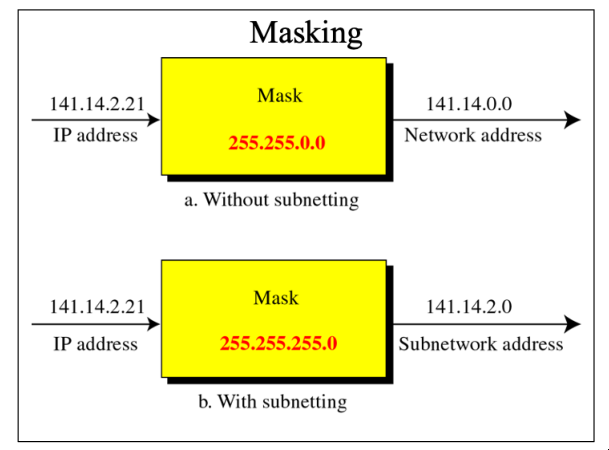 Masking
141.14.2.21
IP address
Mask
255.255.0.0
141.14.0.0
Network address
a. Without subnetting
141.14.2.21
IP address
Mask
255.255.255.0
141.14.2.0
Subnetwork address
b. With subnetting